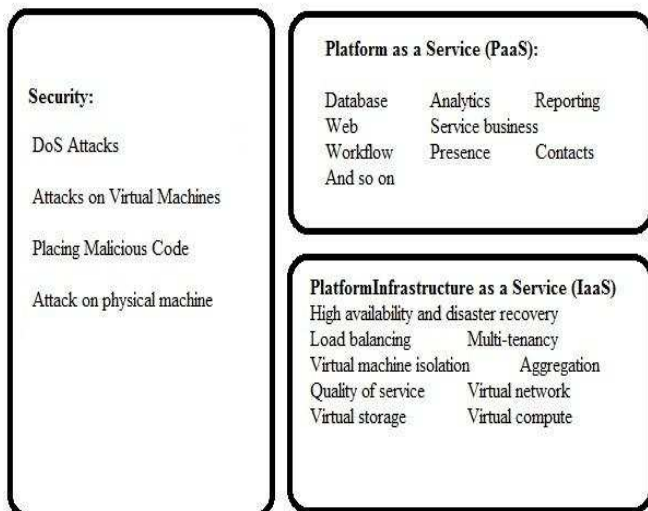 Security:
DoS Attacks
Attacks on Virtual Machines
Placing Malicious Code
Attack on physical machine
Platform as a Service (PaaS):
Database Analytics Reporting
Web Service business
Workflow Presence Contacts
And so on
PlatformInfrastructure as a Service (IaaS)
High availability and disaster recovery
Load balancing Multi-tenancy
Virtual machine isolation Aggregation
Quality of service Virtual network
Virtual storage Virtual compute